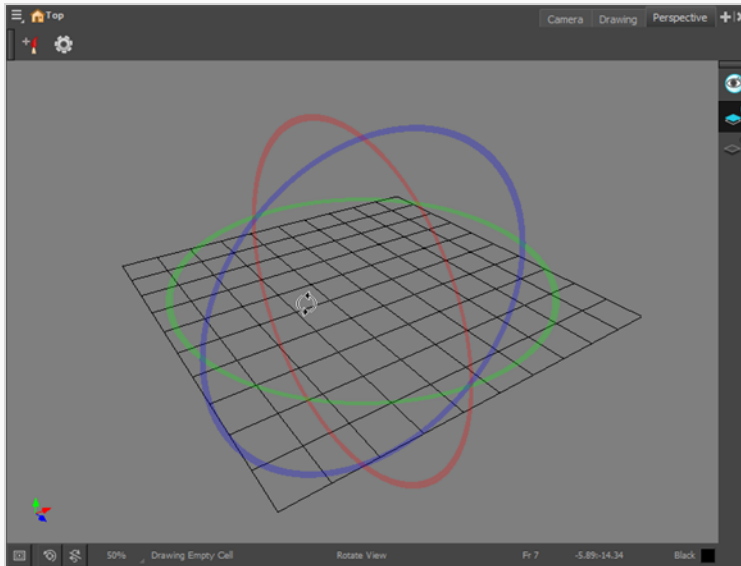 Top
Camera Drawing Perspective
50% Drawing Empty Cell Rotate View Fr 7 -5.89:-14.34 Black